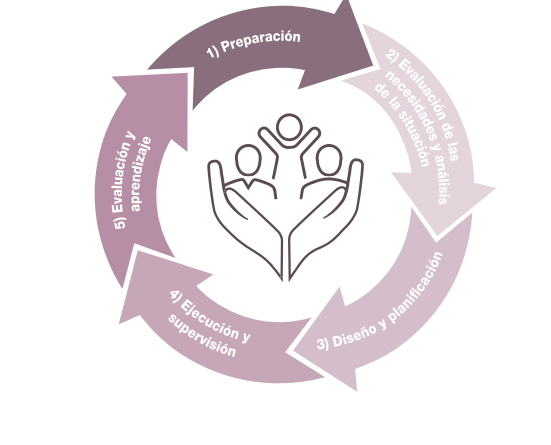 1) Preparación
2) Evaluación de las
necesidades y análisis
de la situación
3) Diseño y planificación
4) Ejecución y
supervisión
5) Evaluación y
aprendizaje